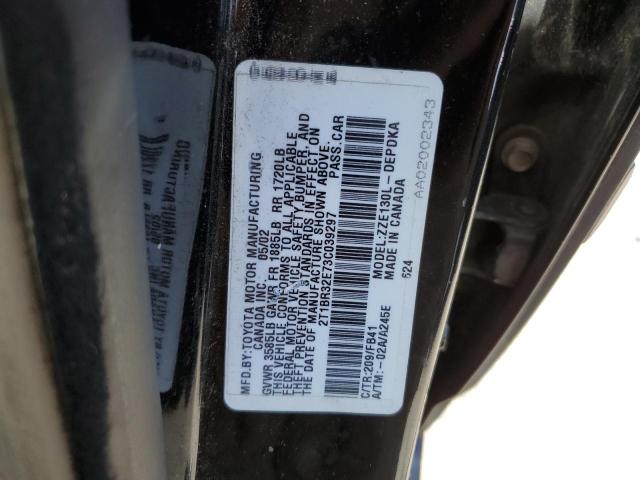 MFD.BY:TOYOTA MOTOR MANUFACTURING
CANADA INC. 05/02
GVWR 3585LB GAWR FR 1885LB RR 1720LB
THIS VEHICLE CONFORMS TO ALL APPLICABLE
FEDERAL MOTOR VEHICLE SAFETY, BUMPER, AND
THEFT PREVENTION STANDARDS IN EFFECT ON
THE DATE OF MANUFACTURE SHOWN ABOVE.
2T1BR32E73C039297 PASS.CAR
C/TR:209/FB41 MODEL:ZZE130L-DEPDKA
A/TM:-02A/A245E MADE IN CANADA
624
AA02002343